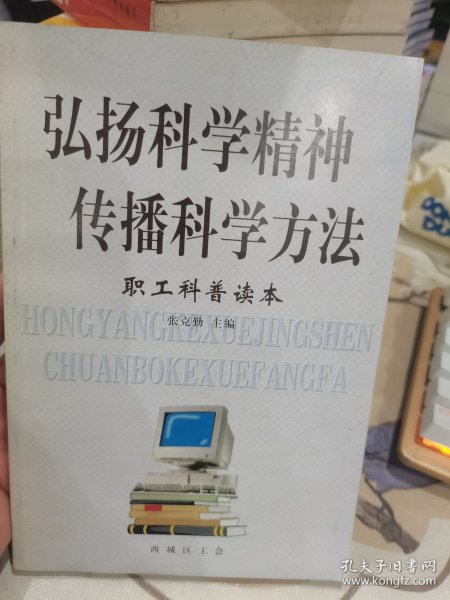 弘扬科学精神
传播科学方法
职工科普读本
张克勤 主编
HONGYANGKEXUEJINGSHEN
CHUANBOKEXUEFANGFA
西城区工会
孔夫子旧书网
www.kongfz.com